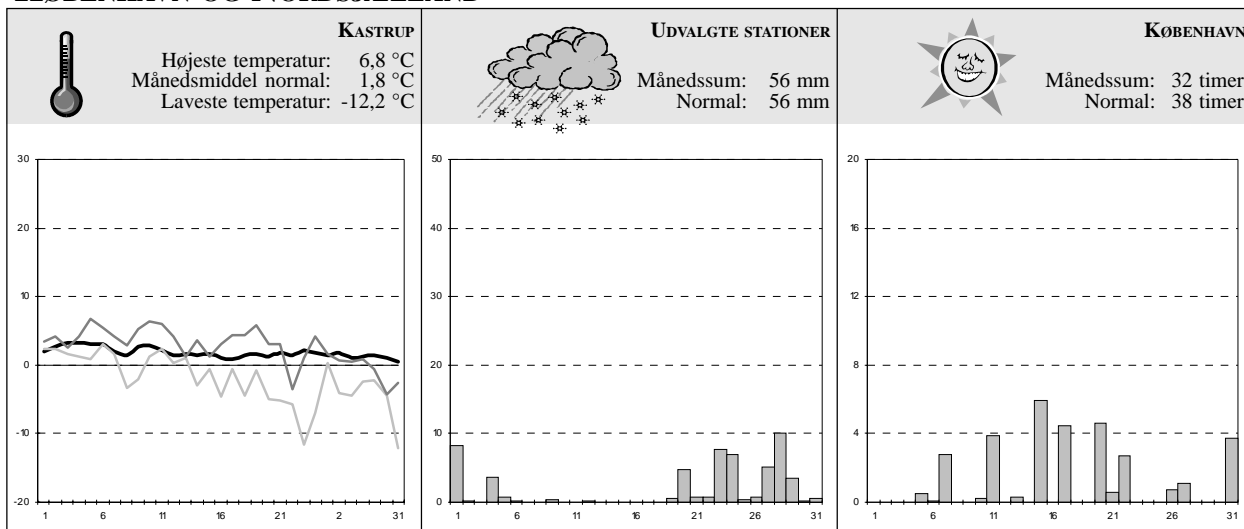 KØBENHAVN OG NORDSJÆLLAND
KASTRUP
Højeste temperatur: 6,8 °C
Månedsmiddel normal: 1,8 °C
Laveste temperatur: -12,2 °C
UDVALGTE STATIONER
Månedssum: 56 mm
Normal: 56 mm
KØBENHAVN
Månedssum: 32 timer
Normal: 38 timer
30
20
10
0
-10
-20
1 6 11 16 21 2 31
50
40
30
20
10
0
1 6 11 16 21 26 31
20
16
12
8
4
0
1 6 11 16 21 26 31